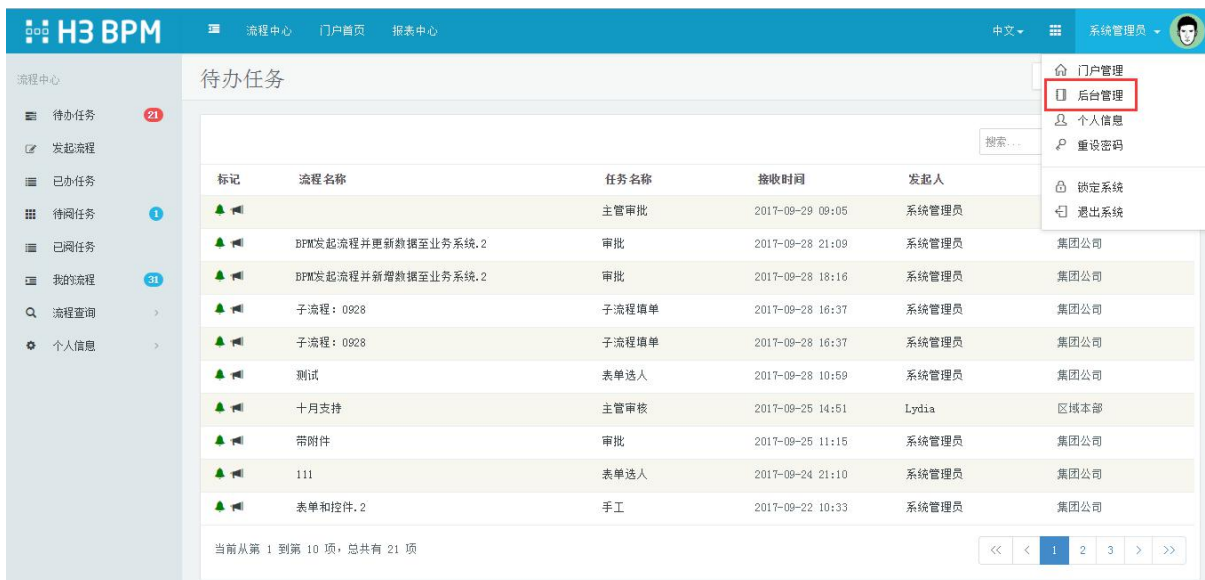 H3 BPM 流程中心 门户首页 报表中心 中文 系统管理员
流程中心
待办任务 21
发起流程
已办任务
待阅任务 1
已阅任务
我的流程 31
流程查询
个人信息
待办任务
门户管理
后台管理
个人信息
重设密码
锁定系统
退出系统
搜索...
标记 流程名称 任务名称 接收时间 发起人
主管审批 2017-09-29 09:05 系统管理员
BPM发起流程并更新数据至业务系统.2 审批 2017-09-28 21:09 系统管理员 集团公司
BPM发起流程并新增数据至业务系统.2 审批 2017-09-28 18:16 系统管理员 集团公司
子流程: 0928 子流程填单 2017-09-28 16:37 系统管理员 集团公司
子流程: 0928 子流程填单 2017-09-28 16:37 系统管理员 集团公司
测试 表单选人 2017-09-28 10:59 系统管理员 集团公司
十月支持 主管审核 2017-09-25 14:51 Lydia 区域本部
带附件 审批 2017-09-25 11:15 系统管理员 集团公司
111 表单选人 2017-09-24 21:10 系统管理员 集团公司
表单和控件.2 手工 2017-09-22 10:33 系统管理员 集团公司
当前从第 1 到第 10 项，总共有 21 项 << < 1 2 3 > >>